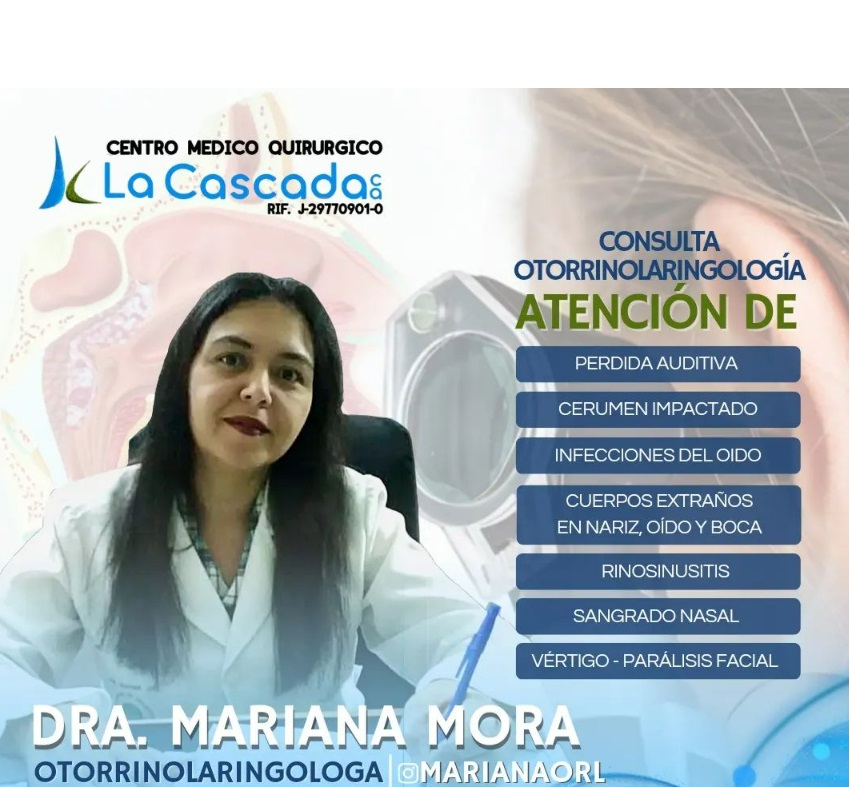 CENTRO MEDICO QUIRURGICO
La Cascada ca
RIF. J-29770901-0
CONSULTA
OTORRINOLARINGOLOGÍA
ATENCIÓN DE
PERDIDA AUDITIVA
CERUMEN IMPACTADO
INFECCIONES DEL OIDO
CUERPOS EXTRAÑOS
EN NARIZ, OÍDO Y BOCA
RINOSINUSITIS
SANGRADO NASAL
VÉRTIGO - PARÁLISIS FACIAL
DRA. MARIANA MORA
OTORRINOLARINGOLOGA | MARIANAORL